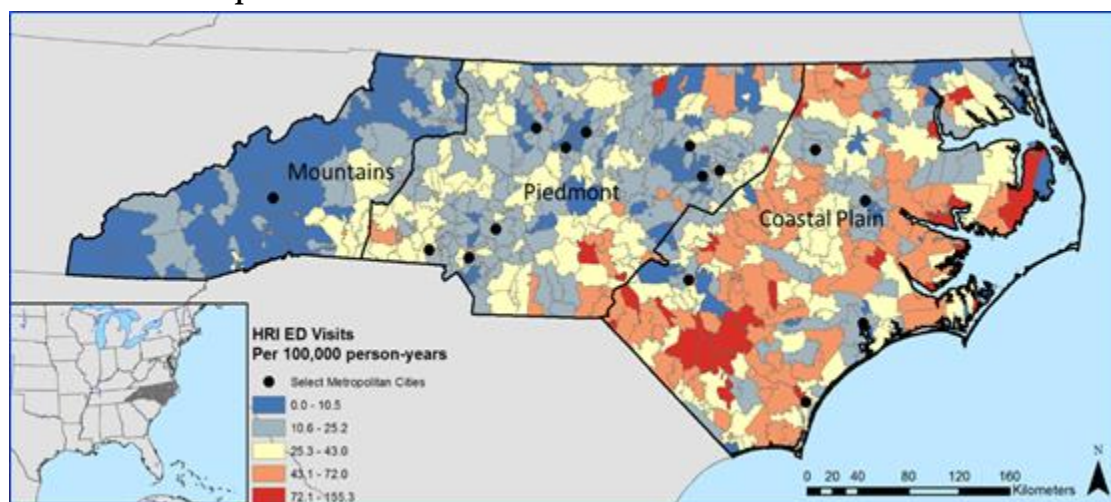 Mountains
Piedmont
Coastal Plain
HRI ED Visits
Per 100,000 person-years
Select Metropolitan Cities
0.0 - 10.5
10.6 - 25.2
25.3 - 43.0
43.1 - 72.0
72.1 - 155.3
N
0 20 40 80 120 160
Kilometers